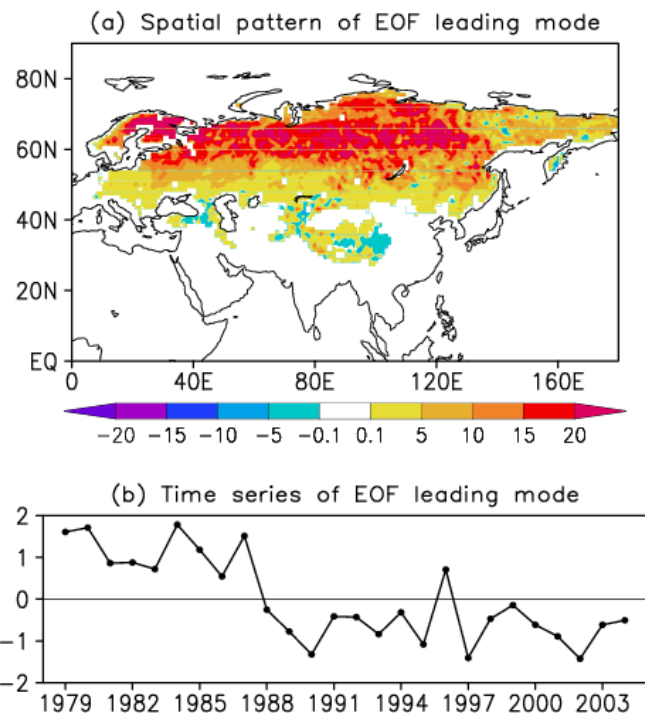 (a) Spatial pattern of EOF leading mode
80N
60N
40N
20N
EQ
0 40E 80E 120E 160E
-20 -15 -10 -5 -0.1 0.1 5 10 15 20
(b) Time series of EOF leading mode
2
1
0
-1
-2
1979 1982 1985 1988 1991 1994 1997 2000 2003